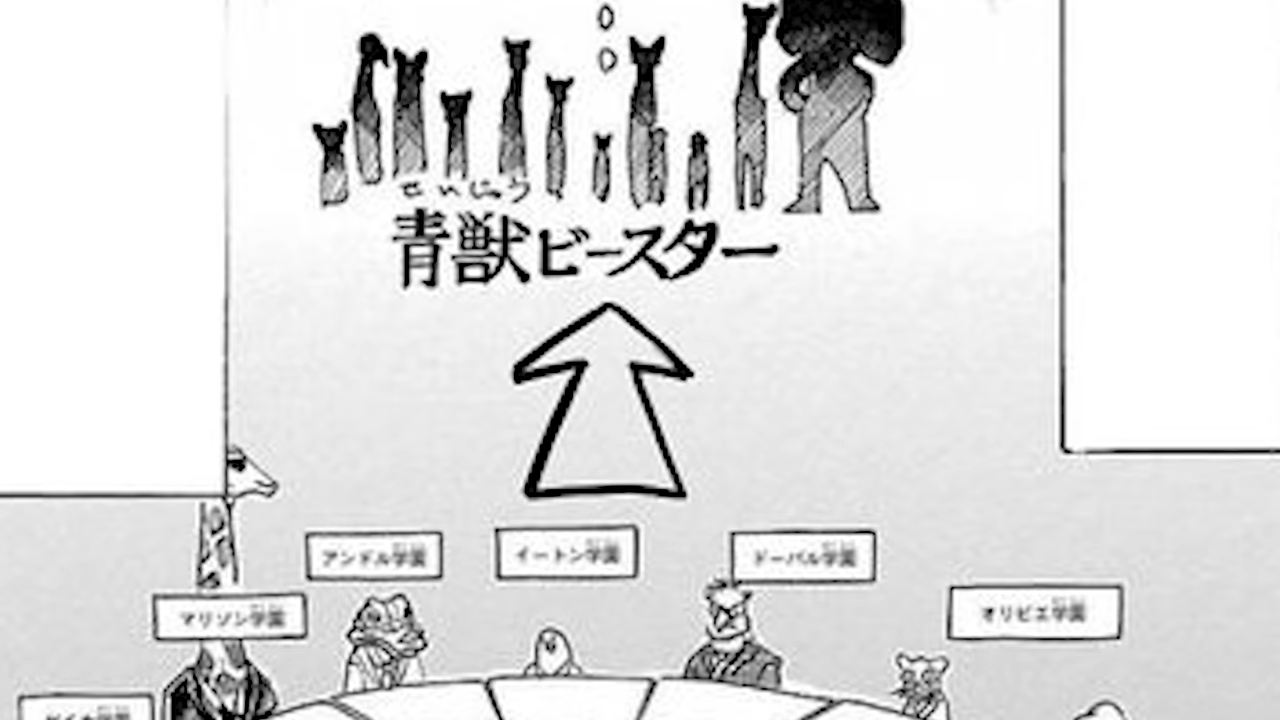 せいじゅう
青獣ビースター
アンドル学園
イートン学園
ドーバル学園
マリゾン学園
オリビエ学園